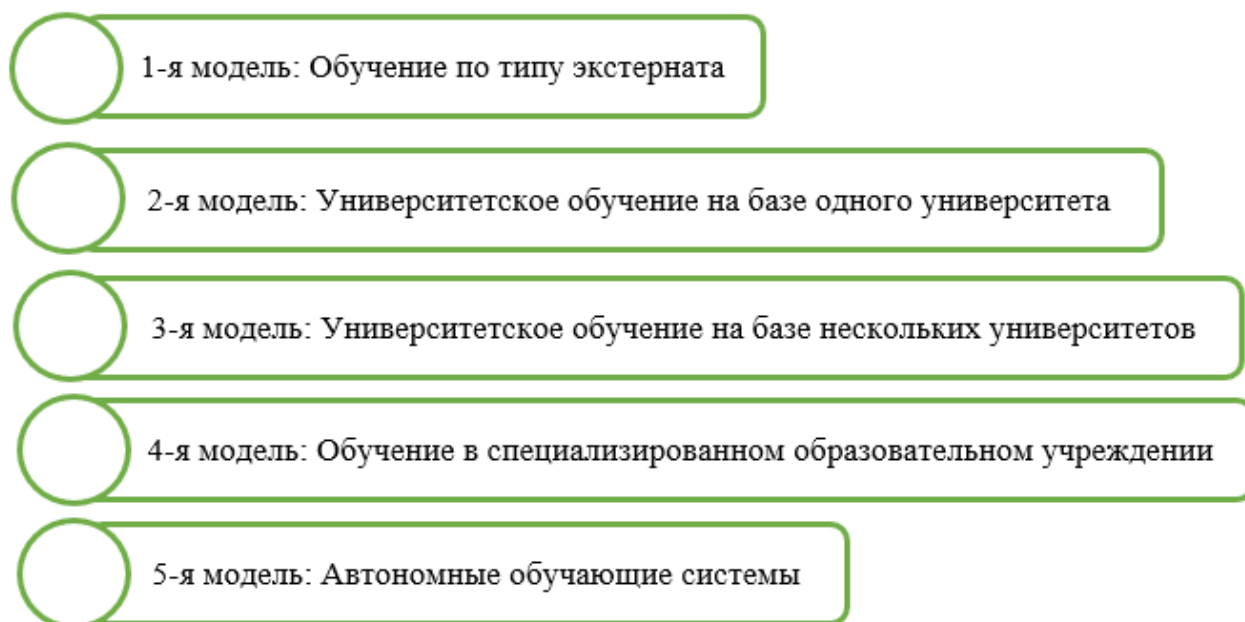 1-я модель: Обучение по типу экстерната
2-я модель: Университетское обучение на базе одного университета
3-я модель: Университетское обучение на базе нескольких университетов
4-я модель: Обучение в специализированном образовательном учреждении
5-я модель: Автономные обучающие системы